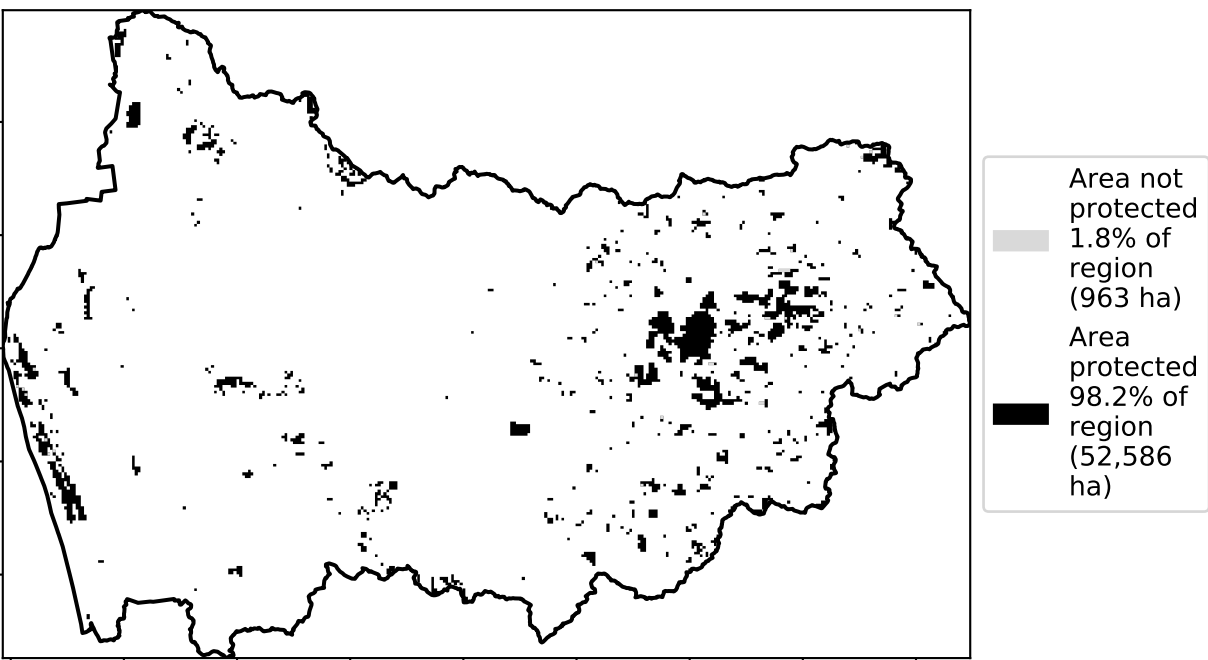 Area not
protected
1.8% of
region
(963 ha)
Area
protected
98.2% of
region
(52,586
ha)